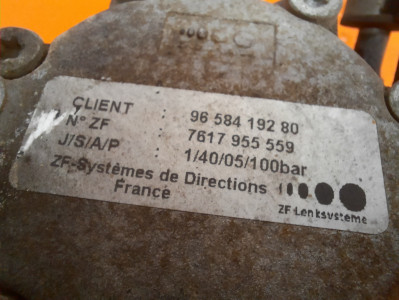 CLIENT : 96 584 192 80
N° ZF : 7617 955 559
J/S/A/P : 1/40/05/100bar
ZF-Systèmes de Directions
France
ZF-Lenksysteme